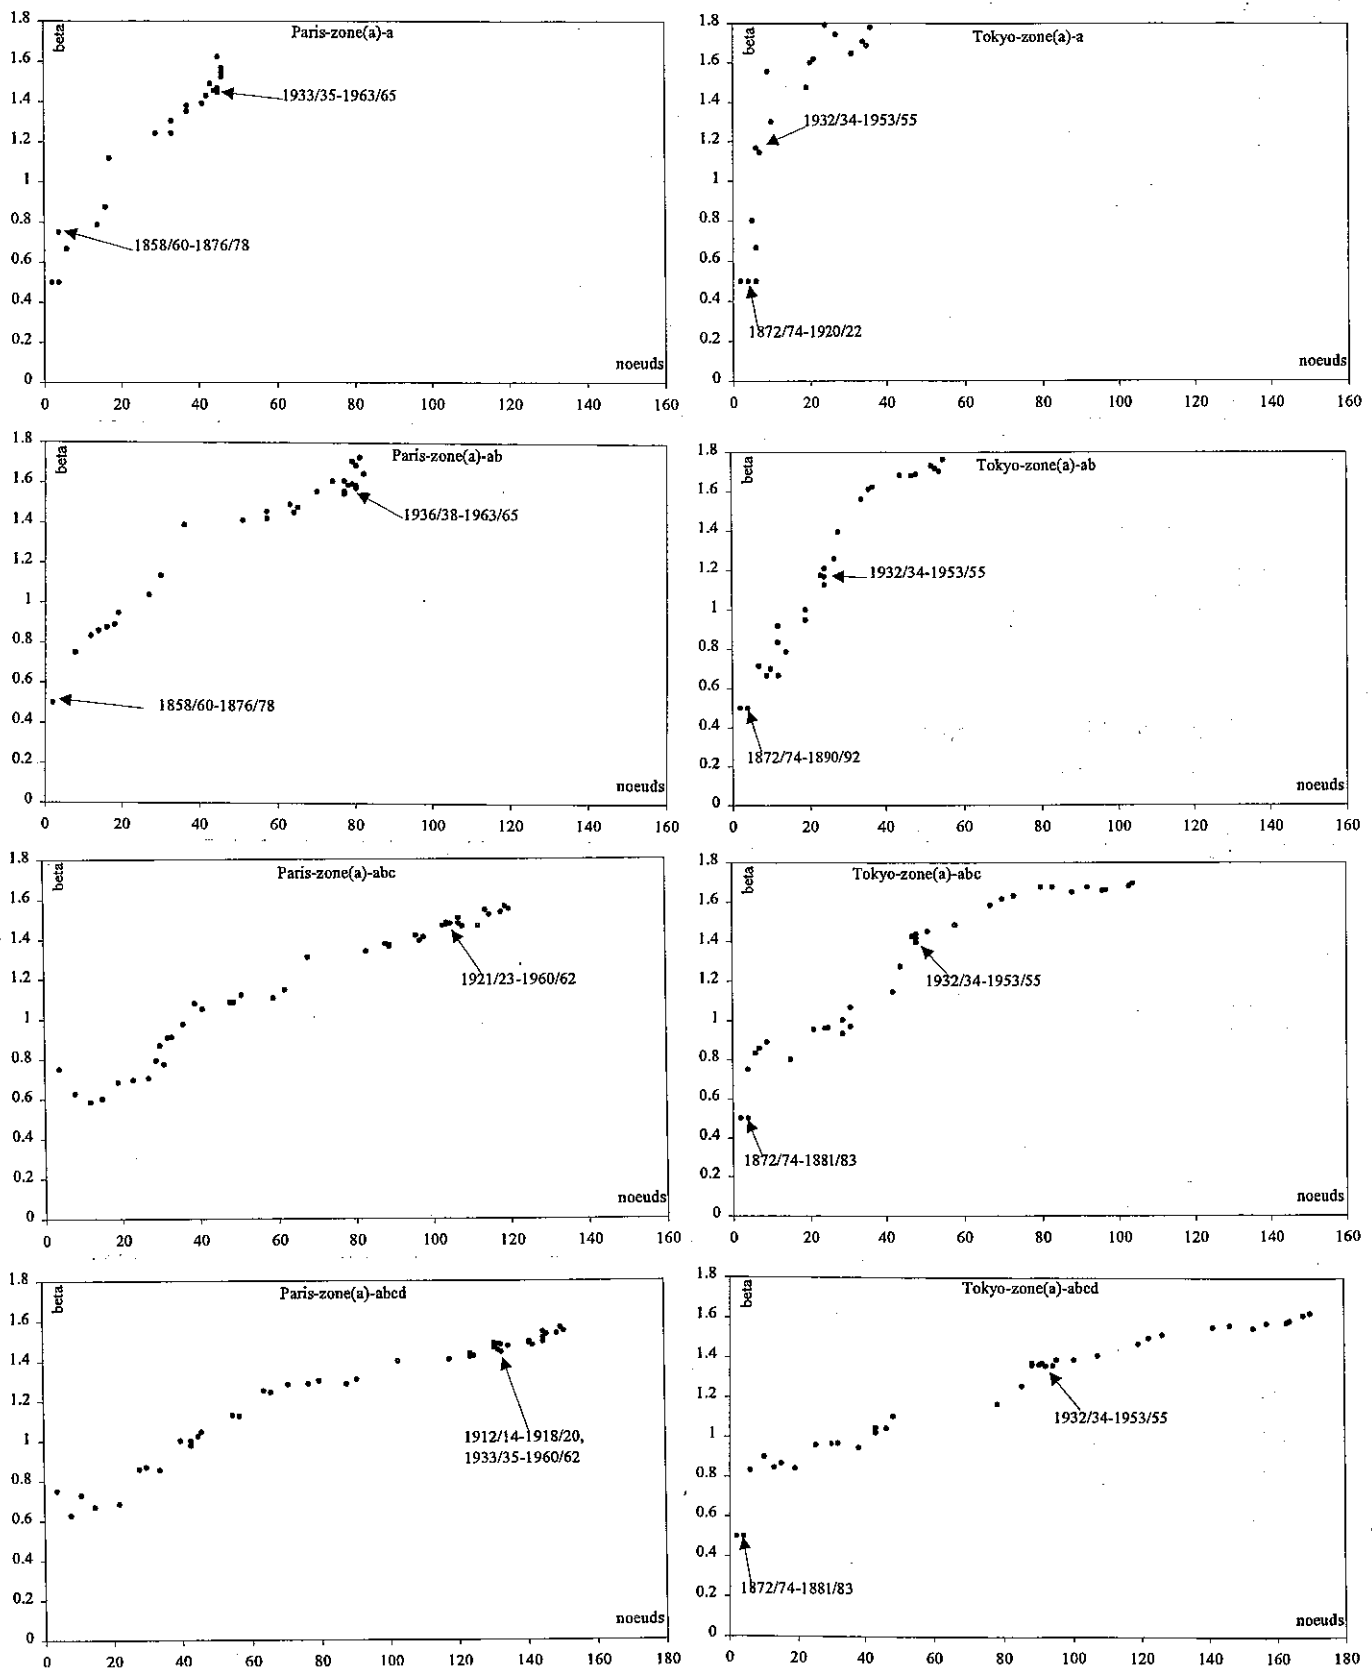 Paris-zone(a)-a
beta
1.8
1.6
1.4
1.2
1
0.8
0.6
0.4
0.2
0
1933/35-1963/65
1858/60-1876/78
noeuds
0 20 40 60 80 100 120 140 160
Tokyo-zone(a)-a
beta
1.8
1.6
1.4
1.2
1
0.8
0.6
0.4
0.2
0
1932/34-1953/55
1872/74-1920/22
noeuds
0 20 40 60 80 100 120 140 160
Paris-zone(a)-ab
beta
1.8
1.6
1.4
1.2
1
0.8
0.6
0.4
0.2
0
1936/38-1963/65
1858/60-1876/78
noeuds
0 20 40 60 80 100 120 140 160
Tokyo-zone(a)-ab
beta
1.8
1.6
1.4
1.2
1
0.8
0.6
0.4
0.2
0
1932/34-1953/55
1872/74-1890/92
noeuds
0 20 40 60 80 100 120 140 160
Paris-zone(a)-abc
beta
1.8
1.6
1.4
1.2
1
0.8
0.6
0.4
0.2
0
1921/23-1960/62
noeuds
0 20 40 60 80 100 120 140 160
Tokyo-zone(a)-abc
beta
1.8
1.6
1.4
1.2
1
0.8
0.6
0.4
0.2
0
1932/34-1953/55
1872/74-1881/83
noeuds
0 20 40 60 80 100 120 140 160
Paris-zone(a)-abcd
beta
1.8
1.6
1.4
1.2
1
0.8
0.6
0.4
0.2
0
1912/14-1918/20,
1933/35-1960/62
noeuds
0 20 40 60 80 100 120 140 160 180
Tokyo-zone(a)-abcd
beta
1.8
1.6
1.4
1.2
1
0.8
0.6
0.4
0.2
0
1932/34-1953/55
1872/74-1881/83
noeuds
0 20 40 60 80 100 120 140 160 180